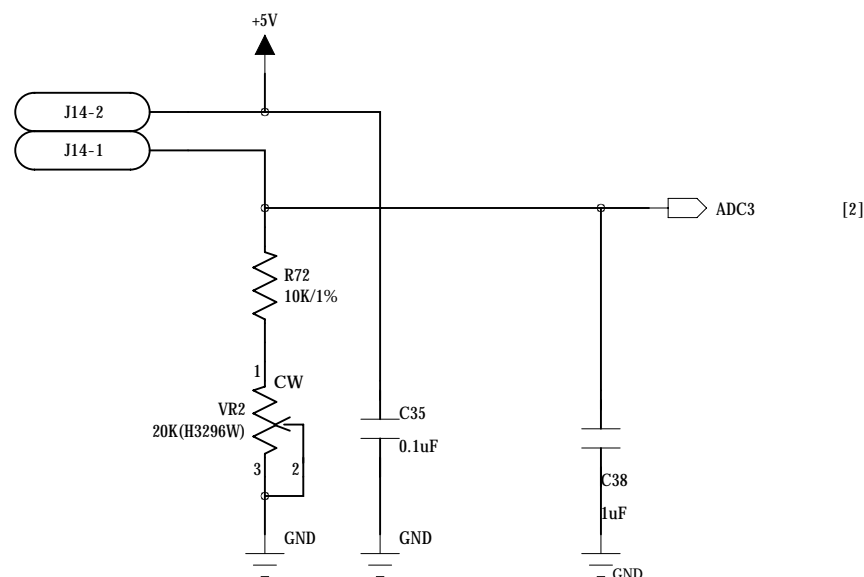 +5V
J14-2
J14-1
ADC3 [2]
R72
10K/1%
1
CW
VR2
20K(H3296W)
3
2
C35
0.1uF
C38
1uF
GND
GND
GND